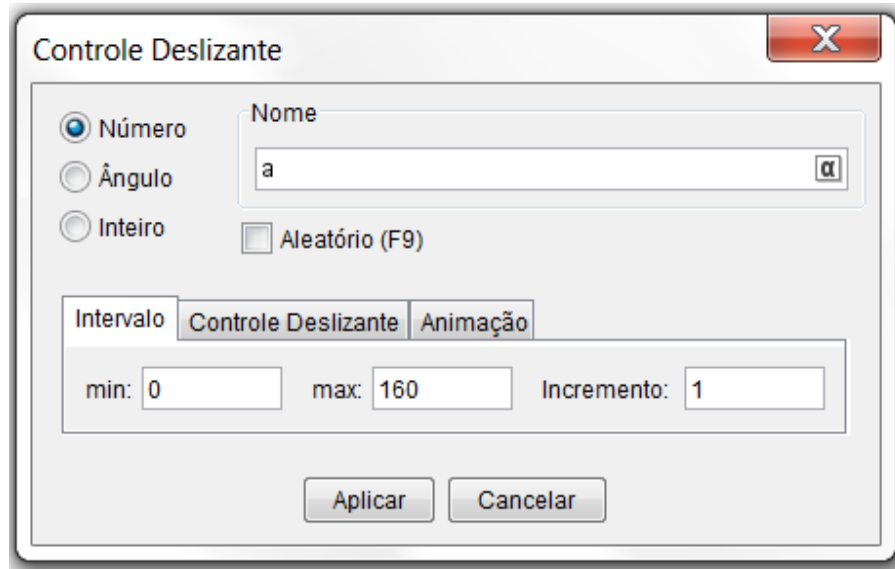 Controle Deslizante
Número
Ângulo
Inteiro
Nome
a
α
Aleatório (F9)
Intervalo Controle Deslizante Animação
min: 0 max: 160 Incremento: 1
Aplicar Cancelar